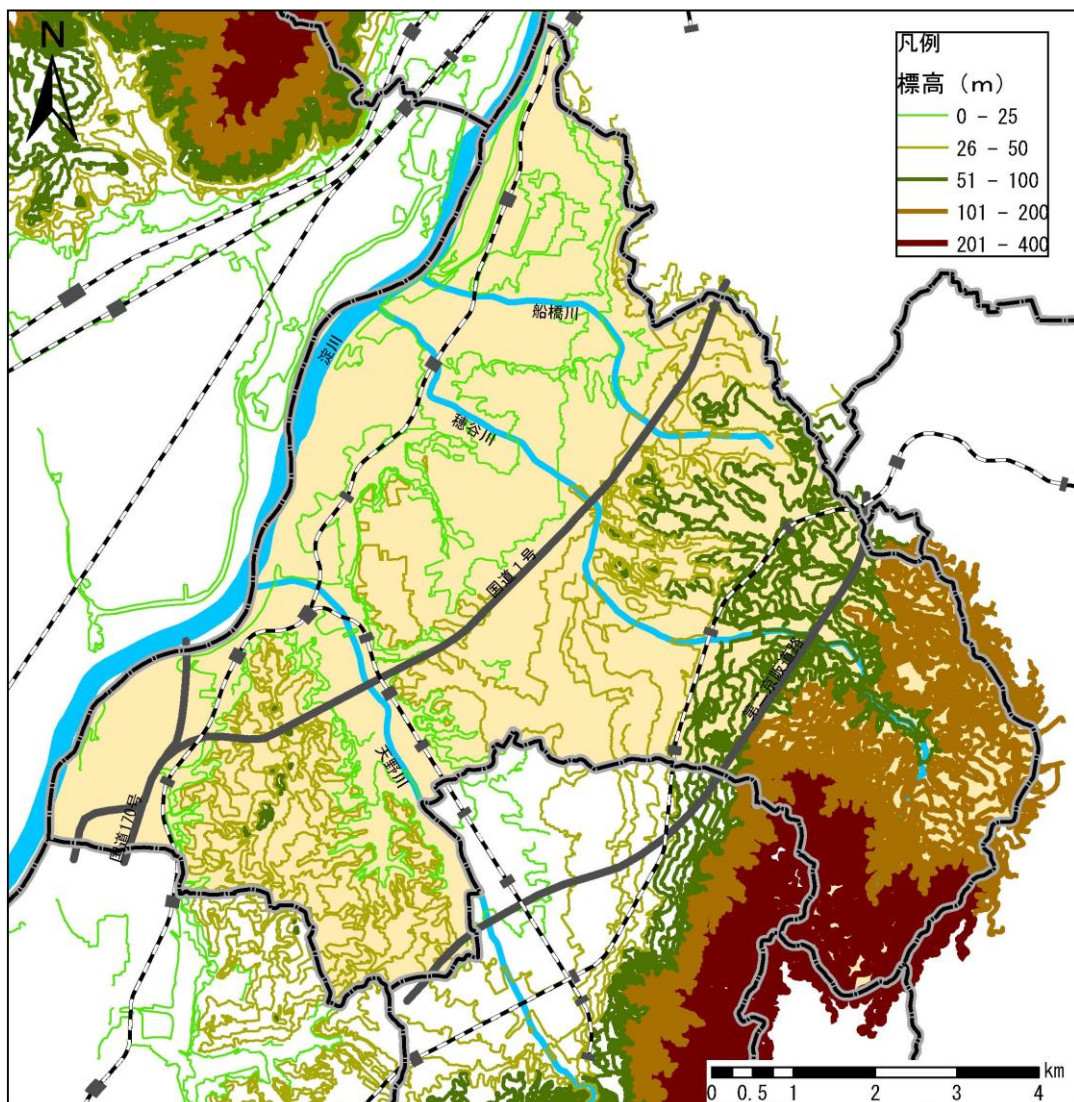 N
凡例
標高 (m)
0 - 25
26 - 50
51 - 100
101 - 200
201 - 400
船橋川
淀川
穂谷川
国道1号
第二京阪道路
天野川
国道170号
km
0 0.5 1 2 3 4